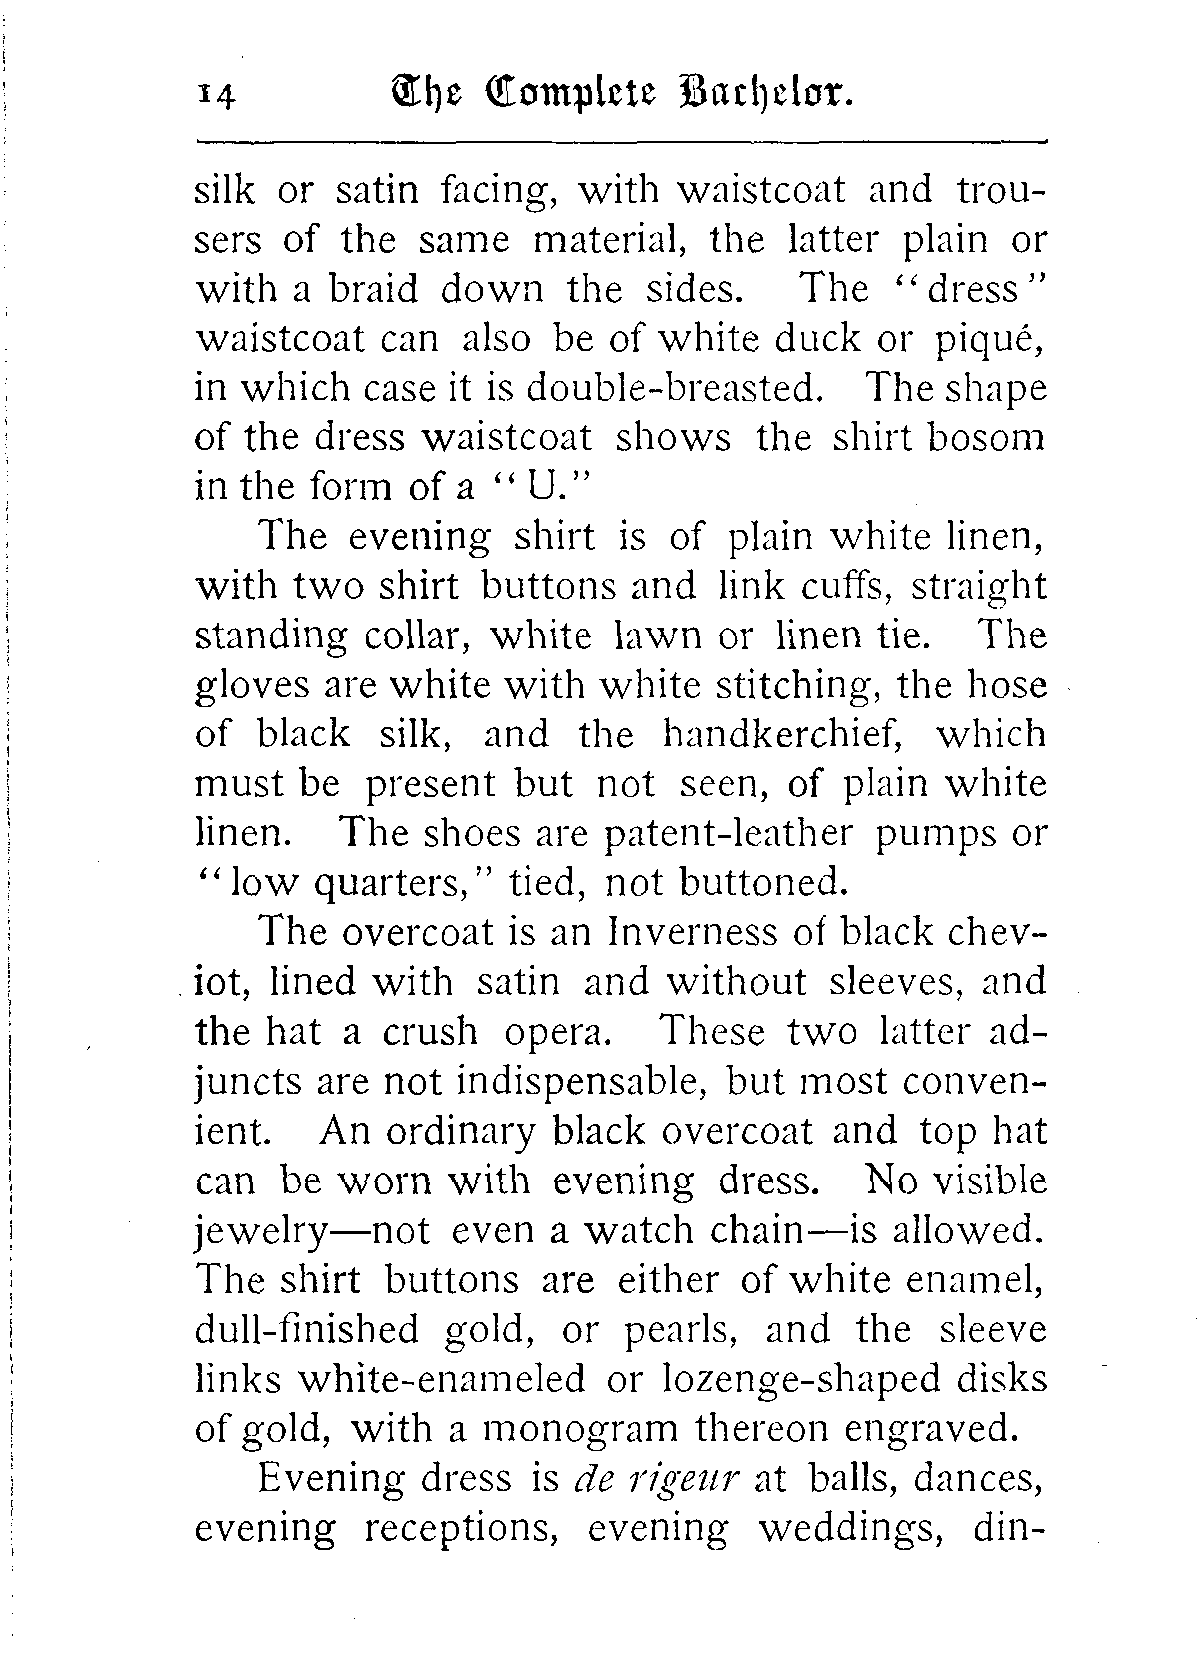 14 The Complete Bachelor.
silk or satin facing, with waistcoat and trou-
sers of the same material, the latter plain or
with a braid down the sides. The “dress”
waistcoat can also be of white duck or piqué,
in which case it is double-breasted. The shape
of the dress waistcoat shows the shirt bosom
in the form of a “U.”
The evening shirt is of plain white linen,
with two shirt buttons and link cuffs, straight
standing collar, white lawn or linen tie. The
gloves are white with white stitching, the hose
of black silk, and the handkerchief, which
must be present but not seen, of plain white
linen. The shoes are patent-leather pumps or
“low quarters,” tied, not buttoned.
The overcoat is an Inverness of black chev-
iot, lined with satin and without sleeves, and
the hat a crush opera. These two latter ad-
juncts are not indispensable, but most conven-
ient. An ordinary black overcoat and top hat
can be worn with evening dress. No visible
jewelry—not even a watch chain—is allowed.
The shirt buttons are either of white enamel,
dull-finished gold, or pearls, and the sleeve
links white-enameled or lozenge-shaped disks
of gold, with a monogram thereon engraved.
Evening dress is de rigeur at balls, dances,
evening receptions, evening weddings, din-